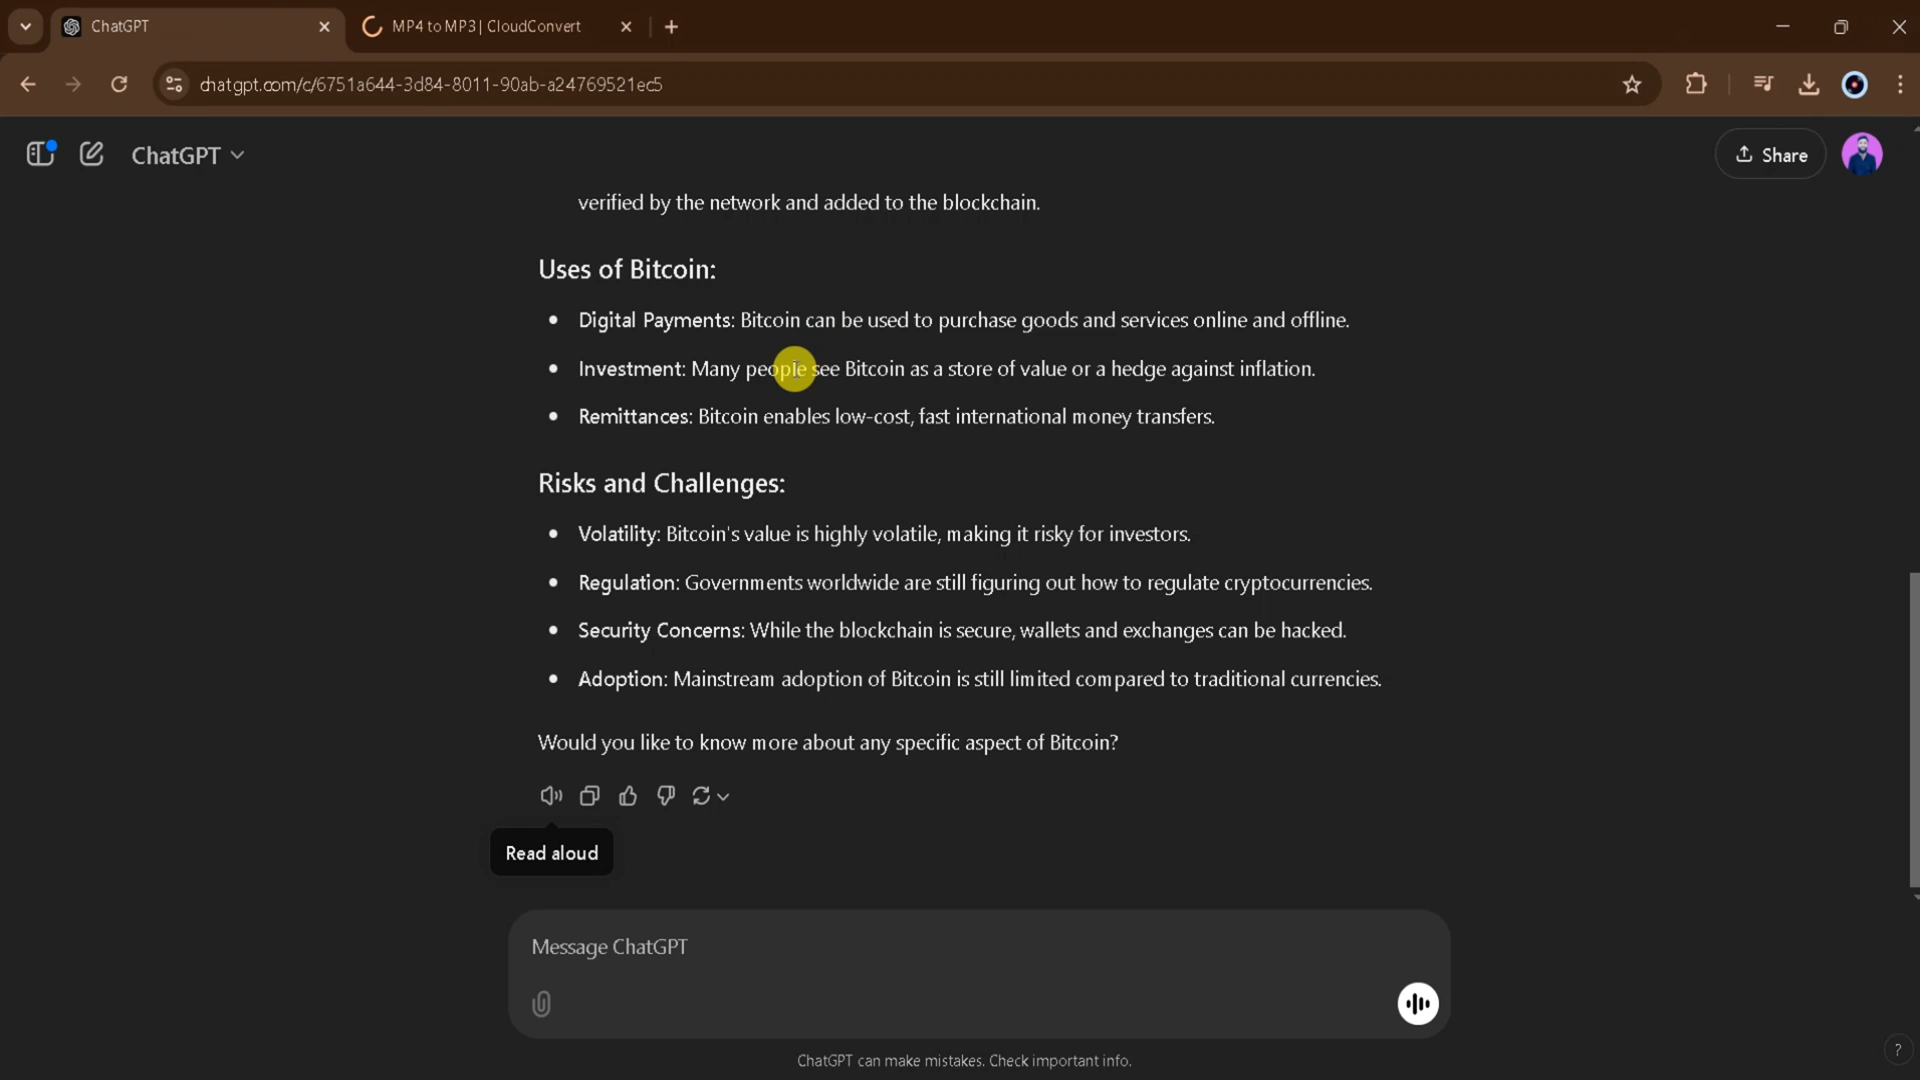 ChatGPT
MP4 to MP3 | CloudConvert
chatgpt.com/c/6751a644-3d84-8011-90ab-a24769521ec5
ChatGPT
Share
verified by the network and added to the blockchain.
Uses of Bitcoin:
• Digital Payments: Bitcoin can be used to purchase goods and services online and offline.
• Investment: Many people see Bitcoin as a store of value or a hedge against inflation.
• Remittances: Bitcoin enables low-cost, fast international money transfers.
Risks and Challenges:
• Volatility: Bitcoin's value is highly volatile, making it risky for investors.
• Regulation: Governments worldwide are still figuring out how to regulate cryptocurrencies.
• Security Concerns: While the blockchain is secure, wallets and exchanges can be hacked.
• Adoption: Mainstream adoption of Bitcoin is still limited compared to traditional currencies.
Would you like to know more about any specific aspect of Bitcoin?
Read aloud
Message ChatGPT
ChatGPT can make mistakes. Check important info.
?